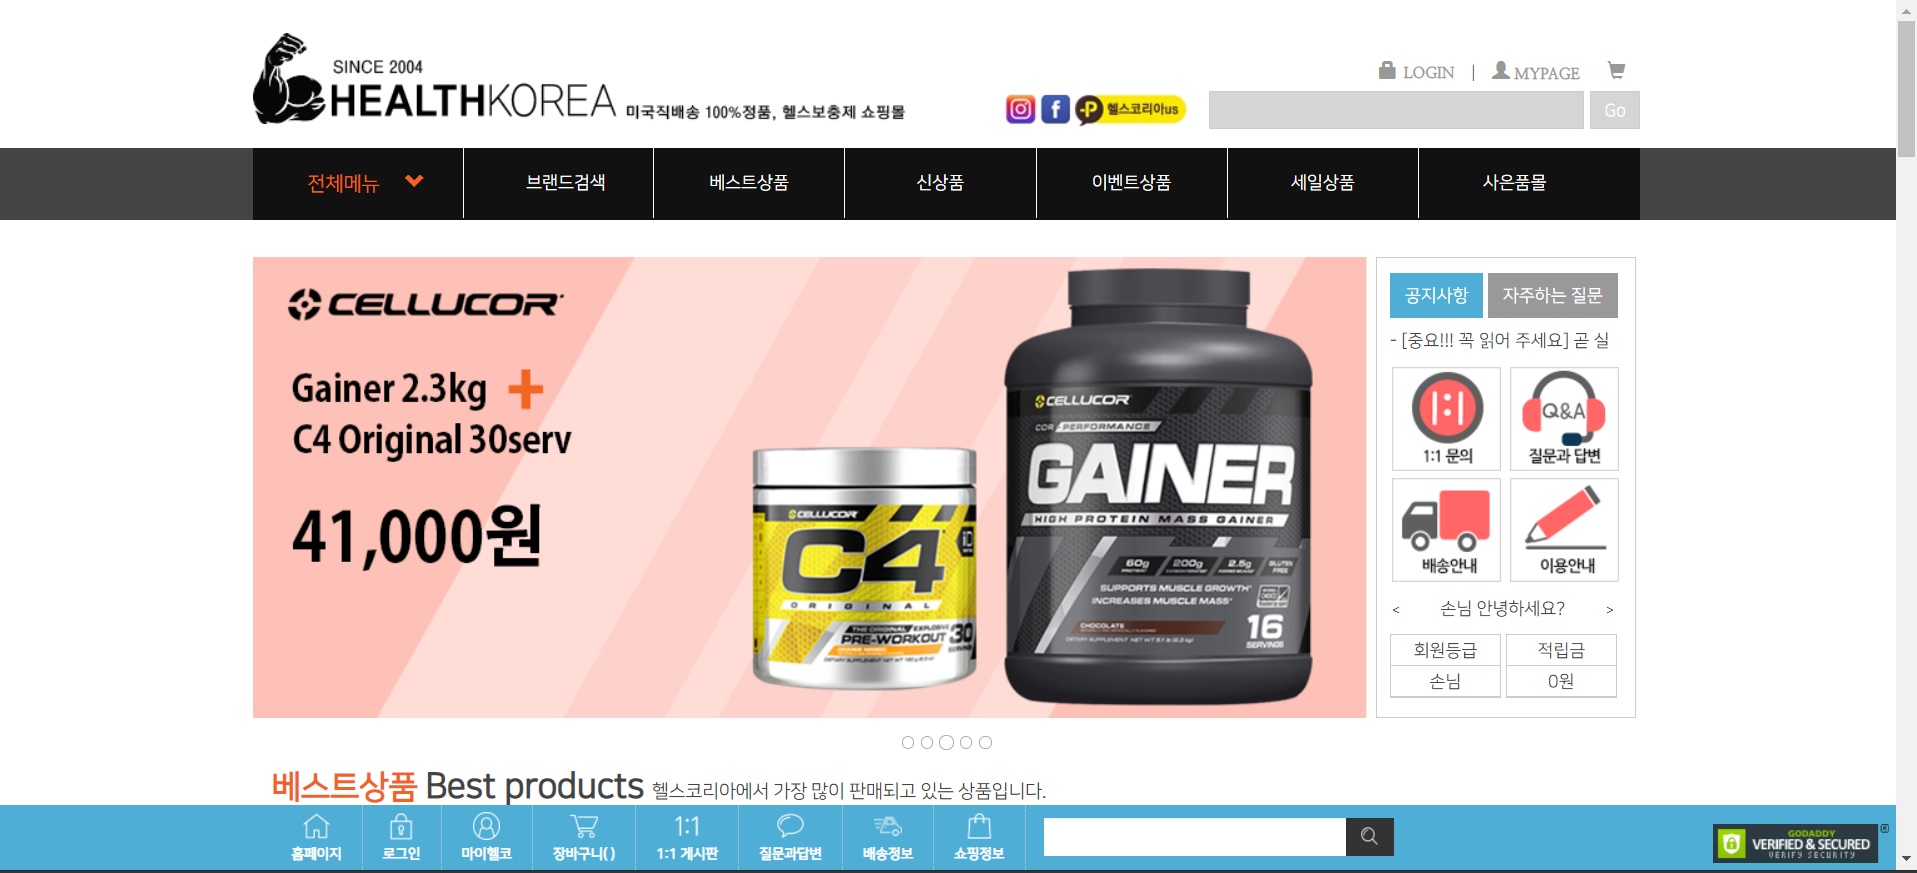 SINCE 2004
HEALTHKOREA 미국직배송 100%정품, 헬스보충제 쇼핑몰
헬스코리아us
LOGIN | MYPAGE
Go
전체메뉴
브랜드검색
베스트상품
신상품
이벤트상품
세일상품
사은품몰
CELLUCOR
Gainer 2.3kg +
C4 Original 30serv
41,000원
CELLUCOR
C4
ORIGINAL
THE ORIGINAL EXPLOSIVE
PRE-WORKOUT 30
CELLUCOR
COR-PERFORMANCE
GAINER
HIGH PROTEIN MASS GAINER
60g 200g 2.5g GLUTEN FREE
SUPPORTS MUSCLE GROWTH*
INCREASES MUSCLE MASS*
CHOCOLATE
16
SERVINGS
공지사항 자주하는 질문
- [중요!!! 꼭 읽어 주세요] 곧 실
1:1 문의
Q&A
질문과 답변
배송안내
이용안내
< 손님 안녕하세요? >
회원등급 적립금
손님 0원
베스트상품 Best products 헬스코리아에서 가장 많이 판매되고 있는 상품입니다.
홈페이지
로그인
마이헬코
장바구니( )
1:1
1:1 게시판
질문과답변
배송정보
쇼핑정보
GODADDY
VERIFIED & SECURED
VERIFY SECURITY